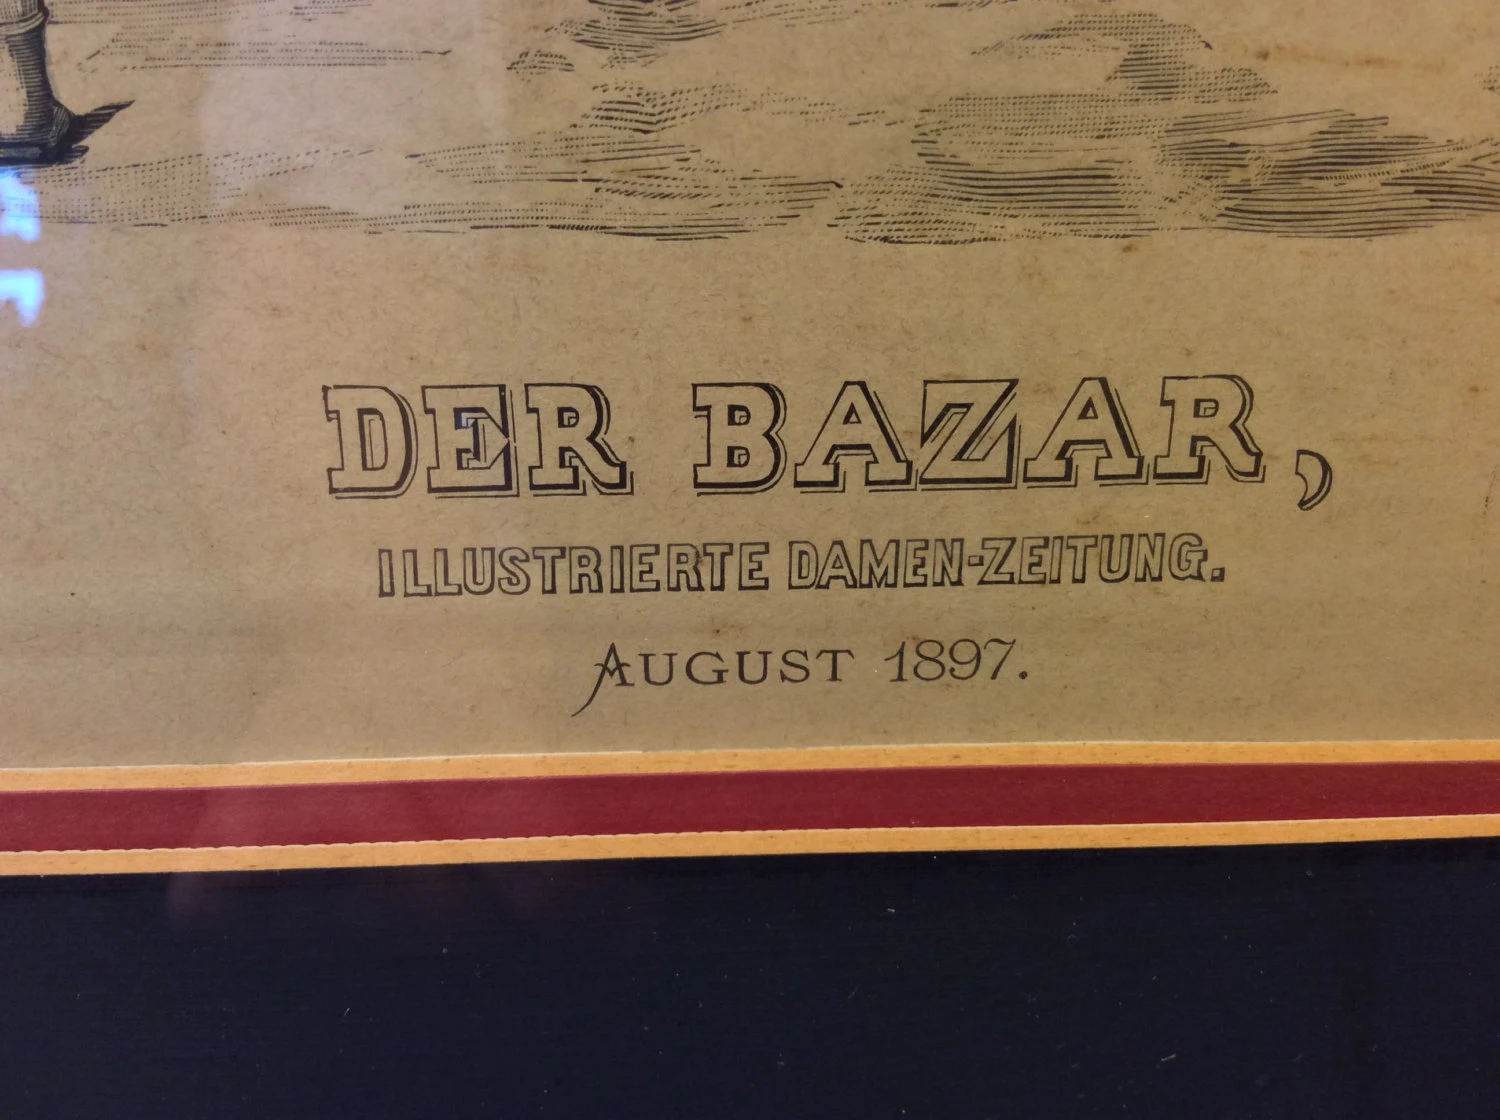 DER BAZAR,
ILLUSTRIERTE DAMEN-ZEITUNG.
AUGUST 1897.